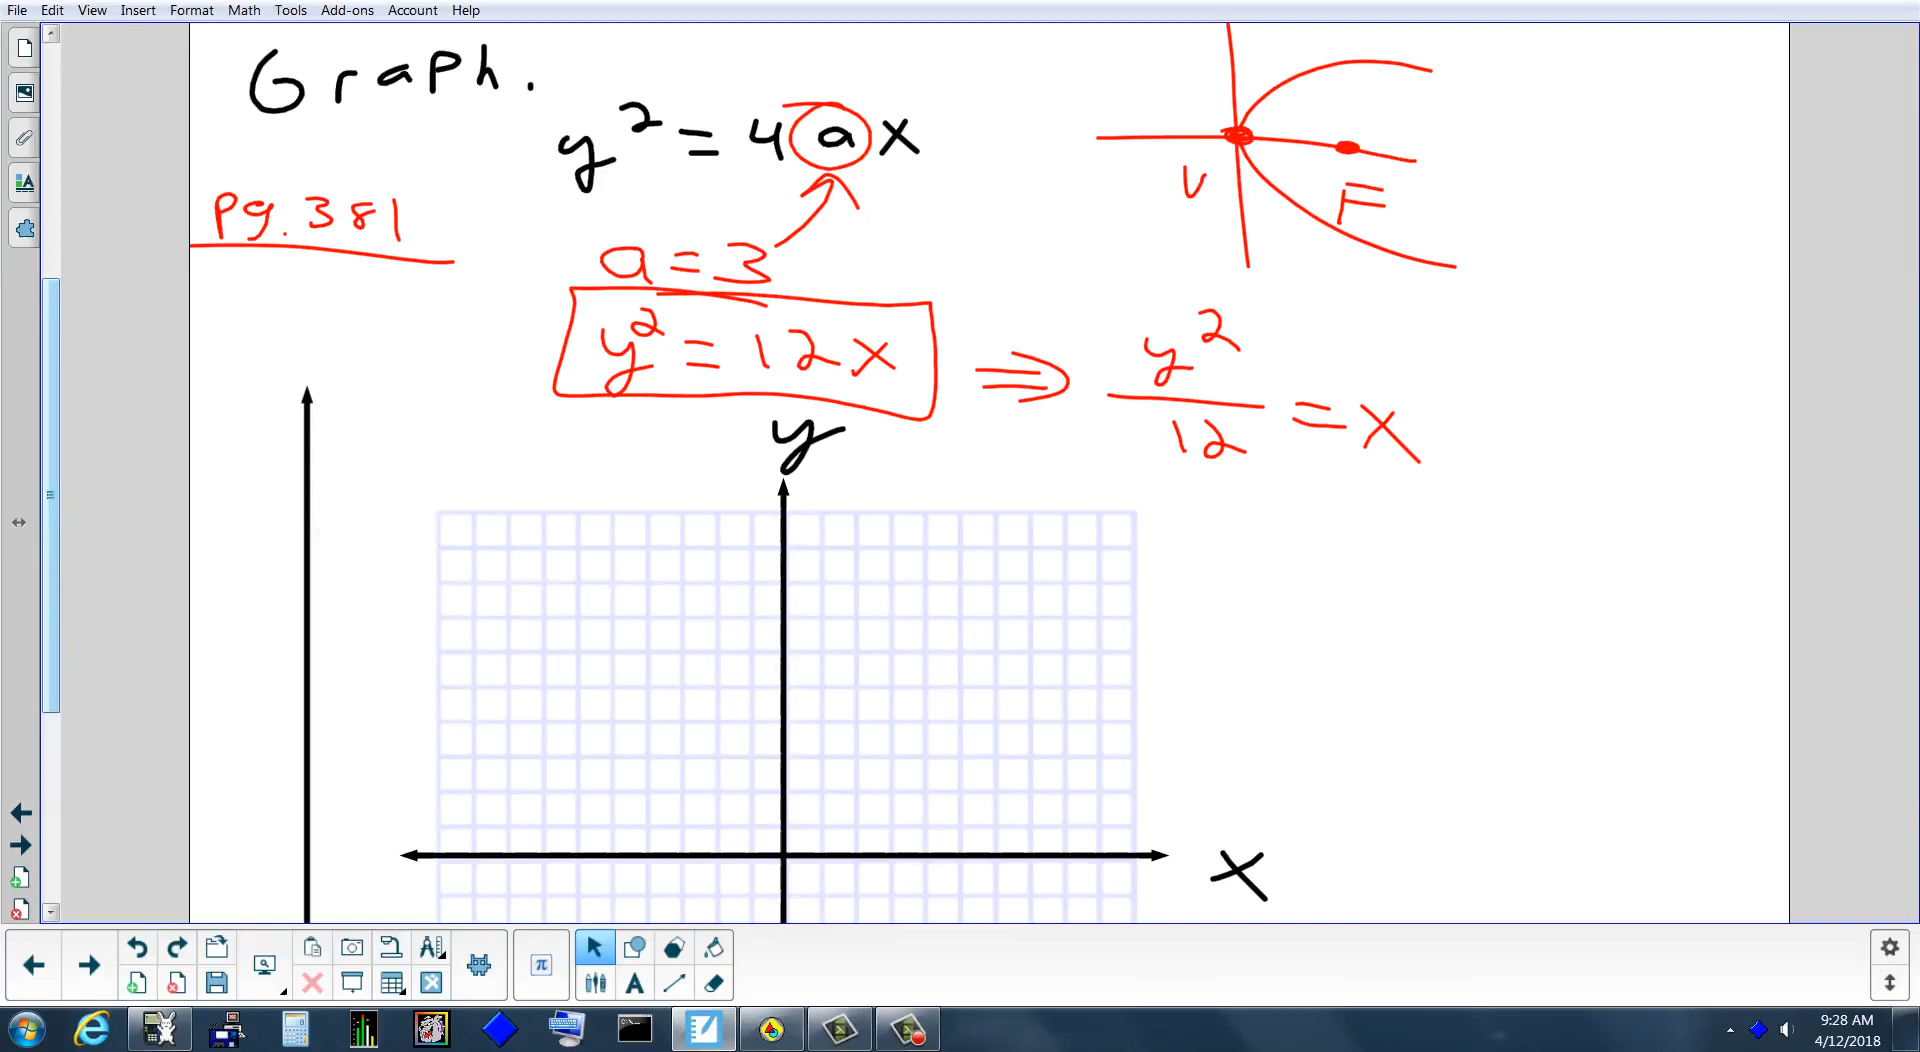 File Edit View Insert Format Math Tools Add-ons Account Help
Graph.
y² = 4ax
Pg. 381
V
F
a = 3
y² = 12x ⇒ y²/12 = x
y
x
A
π
A
9:28 AM
4/12/2018